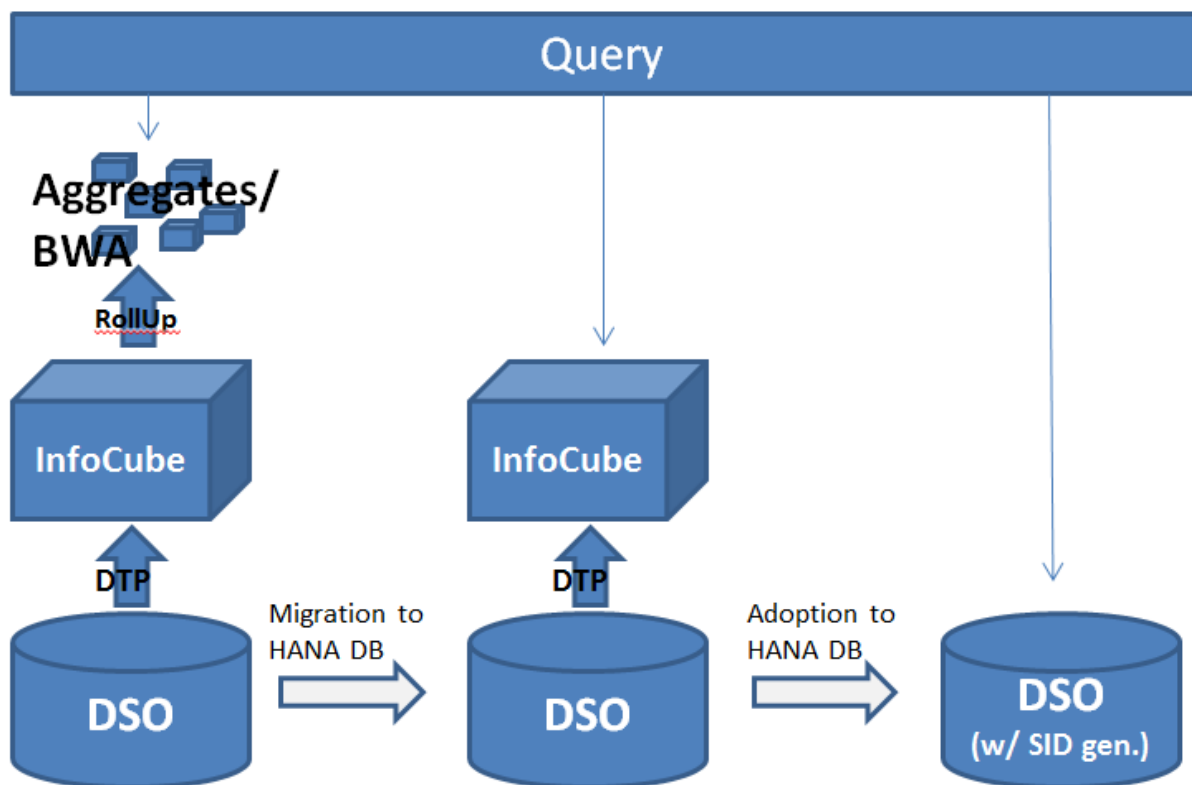 Query
Aggregates/
BWA
RollUp
InfoCube
InfoCube
DTP
DTP
Migration to
HANA DB
Adoption to
HANA DB
DSO
DSO
DSO
(w/ SID gen.)